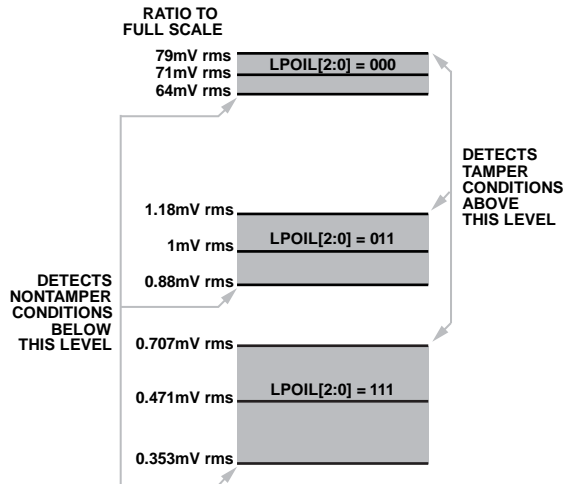 RATIO TO
FULL SCALE
79mV rms
71mV rms
64mV rms
LPOIL[2:0] = 000
DETECTS
TAMPER
CONDITIONS
ABOVE
THIS LEVEL
1.18mV rms
1mV rms
0.88mV rms
LPOIL[2:0] = 011
DETECTS
NONTAMPER
CONDITIONS
BELOW
THIS LEVEL
0.707mV rms
0.471mV rms
0.353mV rms
LPOIL[2:0] = 111